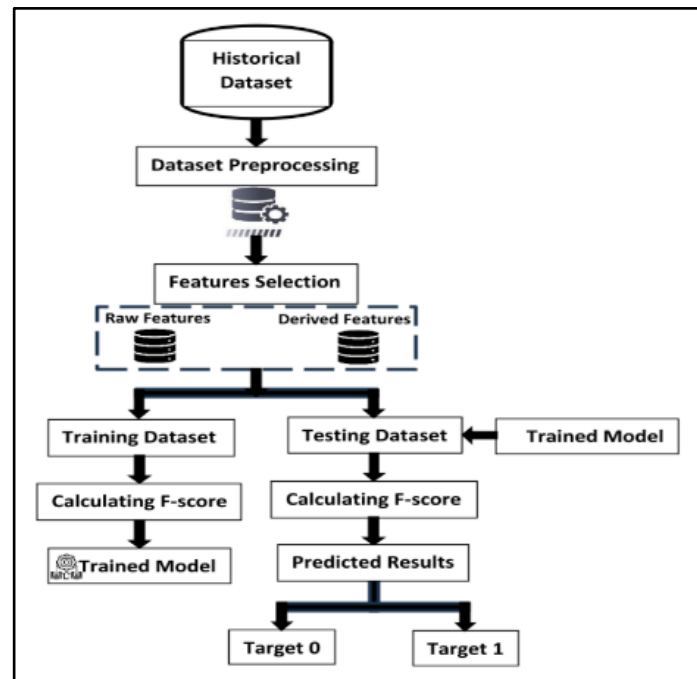 Historical
Dataset
Dataset Preprocessing
Features Selection
Raw Features
Derived Features
Training Dataset
Testing Dataset
Trained Model
Calculating F-score
Calculating F-score
Trained Model
Predicted Results
Target 0
Target 1